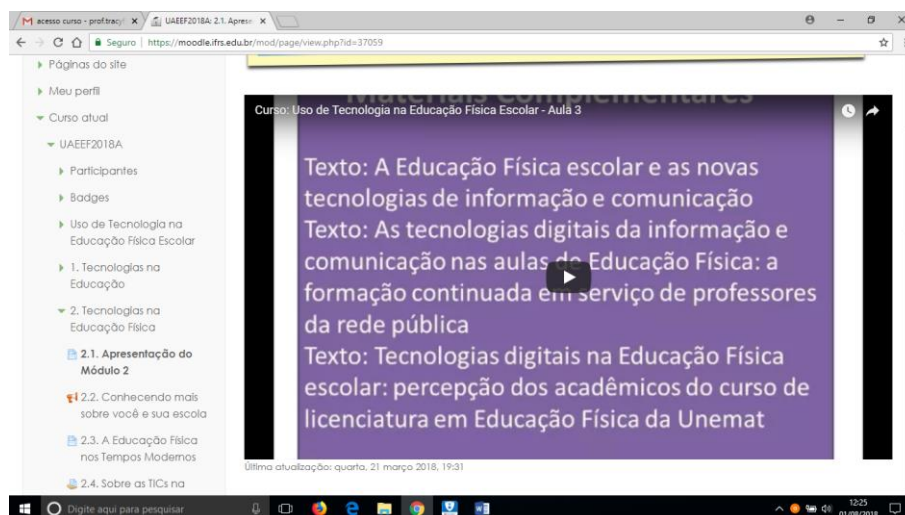 acesso curso - prof.tracy
UAEEF2018A: 2.1. Aprese
Seguro | https://moodle.ifrs.edu.br/mod/page/view.php?id=37059
Páginas do site
Meu perfil
Curso atual
UAEEF2018A
Participantes
Badges
Uso de Tecnologia na
Educação Física Escolar
1. Tecnologias na
Educação
2. Tecnologias na
Educação Física
2.1. Apresentação do
Módulo 2
2.2. Conhecendo mais
sobre você e sua escola
2.3. A Educação Física
nos Tempos Modernos
2.4. Sobre as TICs na
Materiais Complementares
Curso: Uso de Tecnologia na Educação Física Escolar - Aula 3
Texto: A Educação Física escolar e as novas
tecnologias de informação e comunicação
Texto: As tecnologias digitais da informação e
comunicação nas aulas de Educação Física: a
formação continuada em serviço de professores
da rede pública
Texto: Tecnologias digitais na Educação Física
escolar: percepção dos acadêmicos do curso de
licenciatura em Educação Física da Unemat
Última atualização: quarta, 21 março 2018, 19:31
Digite aqui para pesquisar
12:25
01/08/2018